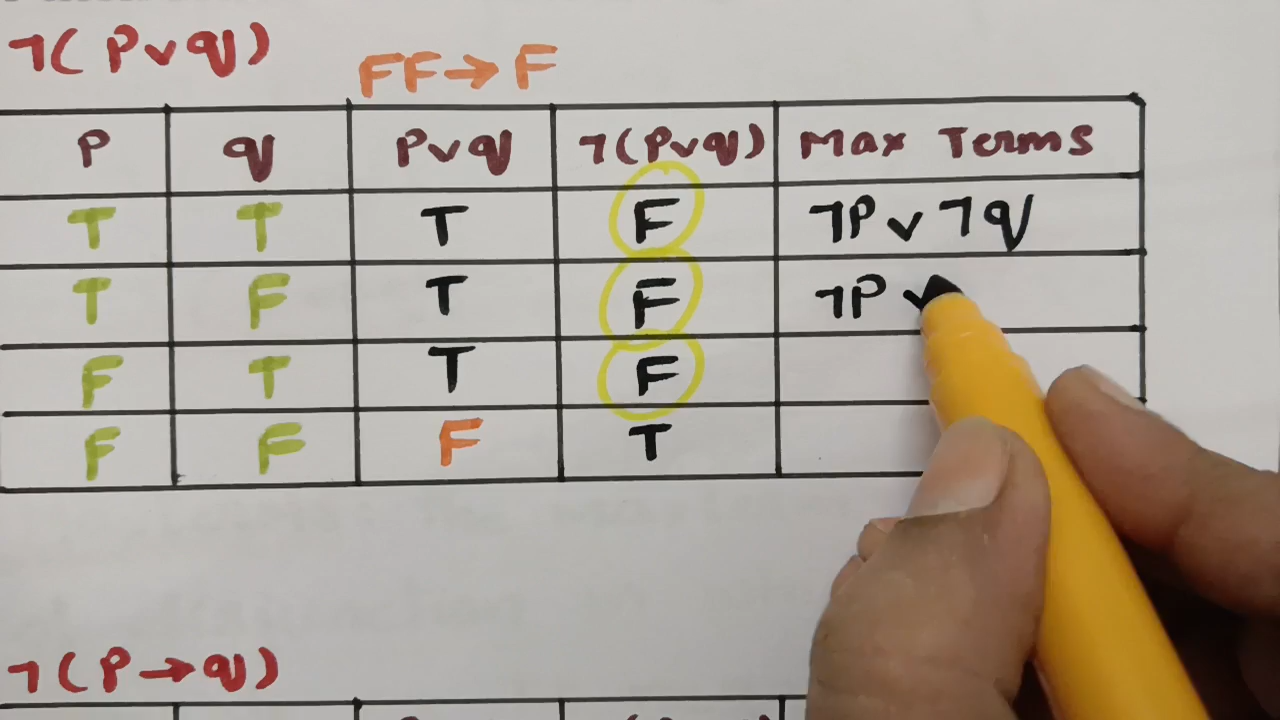 ¬(P∨q)
FF→F
P q P∨q ¬(P∨q) Max Terms
T T T F ¬P∨¬q
T F T F ¬P∨
F T T F
F F F T
¬(P→q)